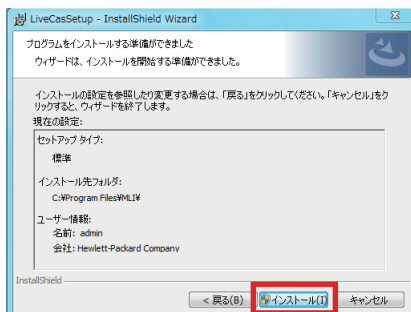 LiveCasSetup - InstallShield Wizard
プログラムをインストールする準備ができました
ウィザードは、インストールを開始する準備ができました。
インストールの設定を参照したり変更する場合は、「戻る」をクリックしてください。「キャンセル」をク
リックすると、ウィザードを終了します。
現在の設定:
セットアップ タイプ:
標準
インストール先フォルダ:
C:¥Program Files¥MLI¥
ユーザー情報:
名前: admin
会社: Hewlett-Packard Company
InstallShield
< 戻る(B) インストール(I) キャンセル